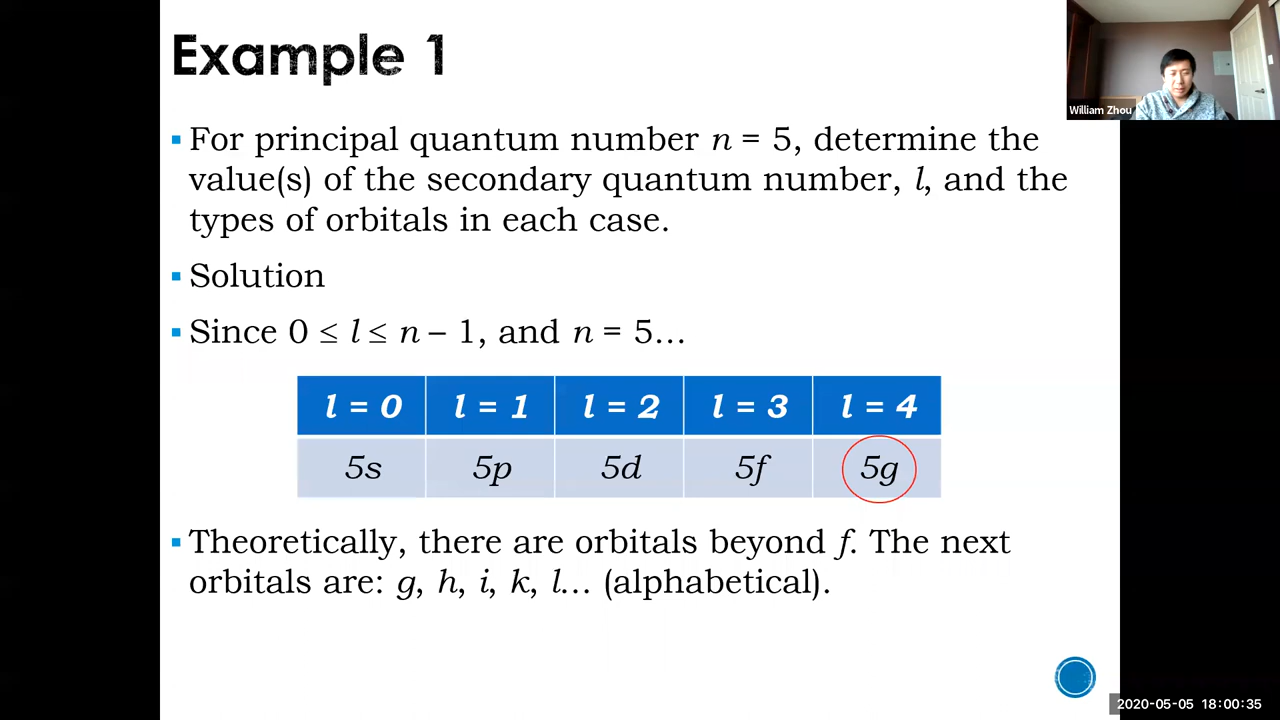 Example 1
William Zhou
▪ For principal quantum number n = 5, determine the
value(s) of the secondary quantum number, l, and the
types of orbitals in each case.
▪ Solution
▪ Since 0 ≤ l ≤ n – 1, and n = 5…
l = 0 l = 1 l = 2 l = 3 l = 4
5s 5p 5d 5f 5g
▪ Theoretically, there are orbitals beyond f. The next
orbitals are: g, h, i, k, l… (alphabetical).
2020-05-05 18:00:35